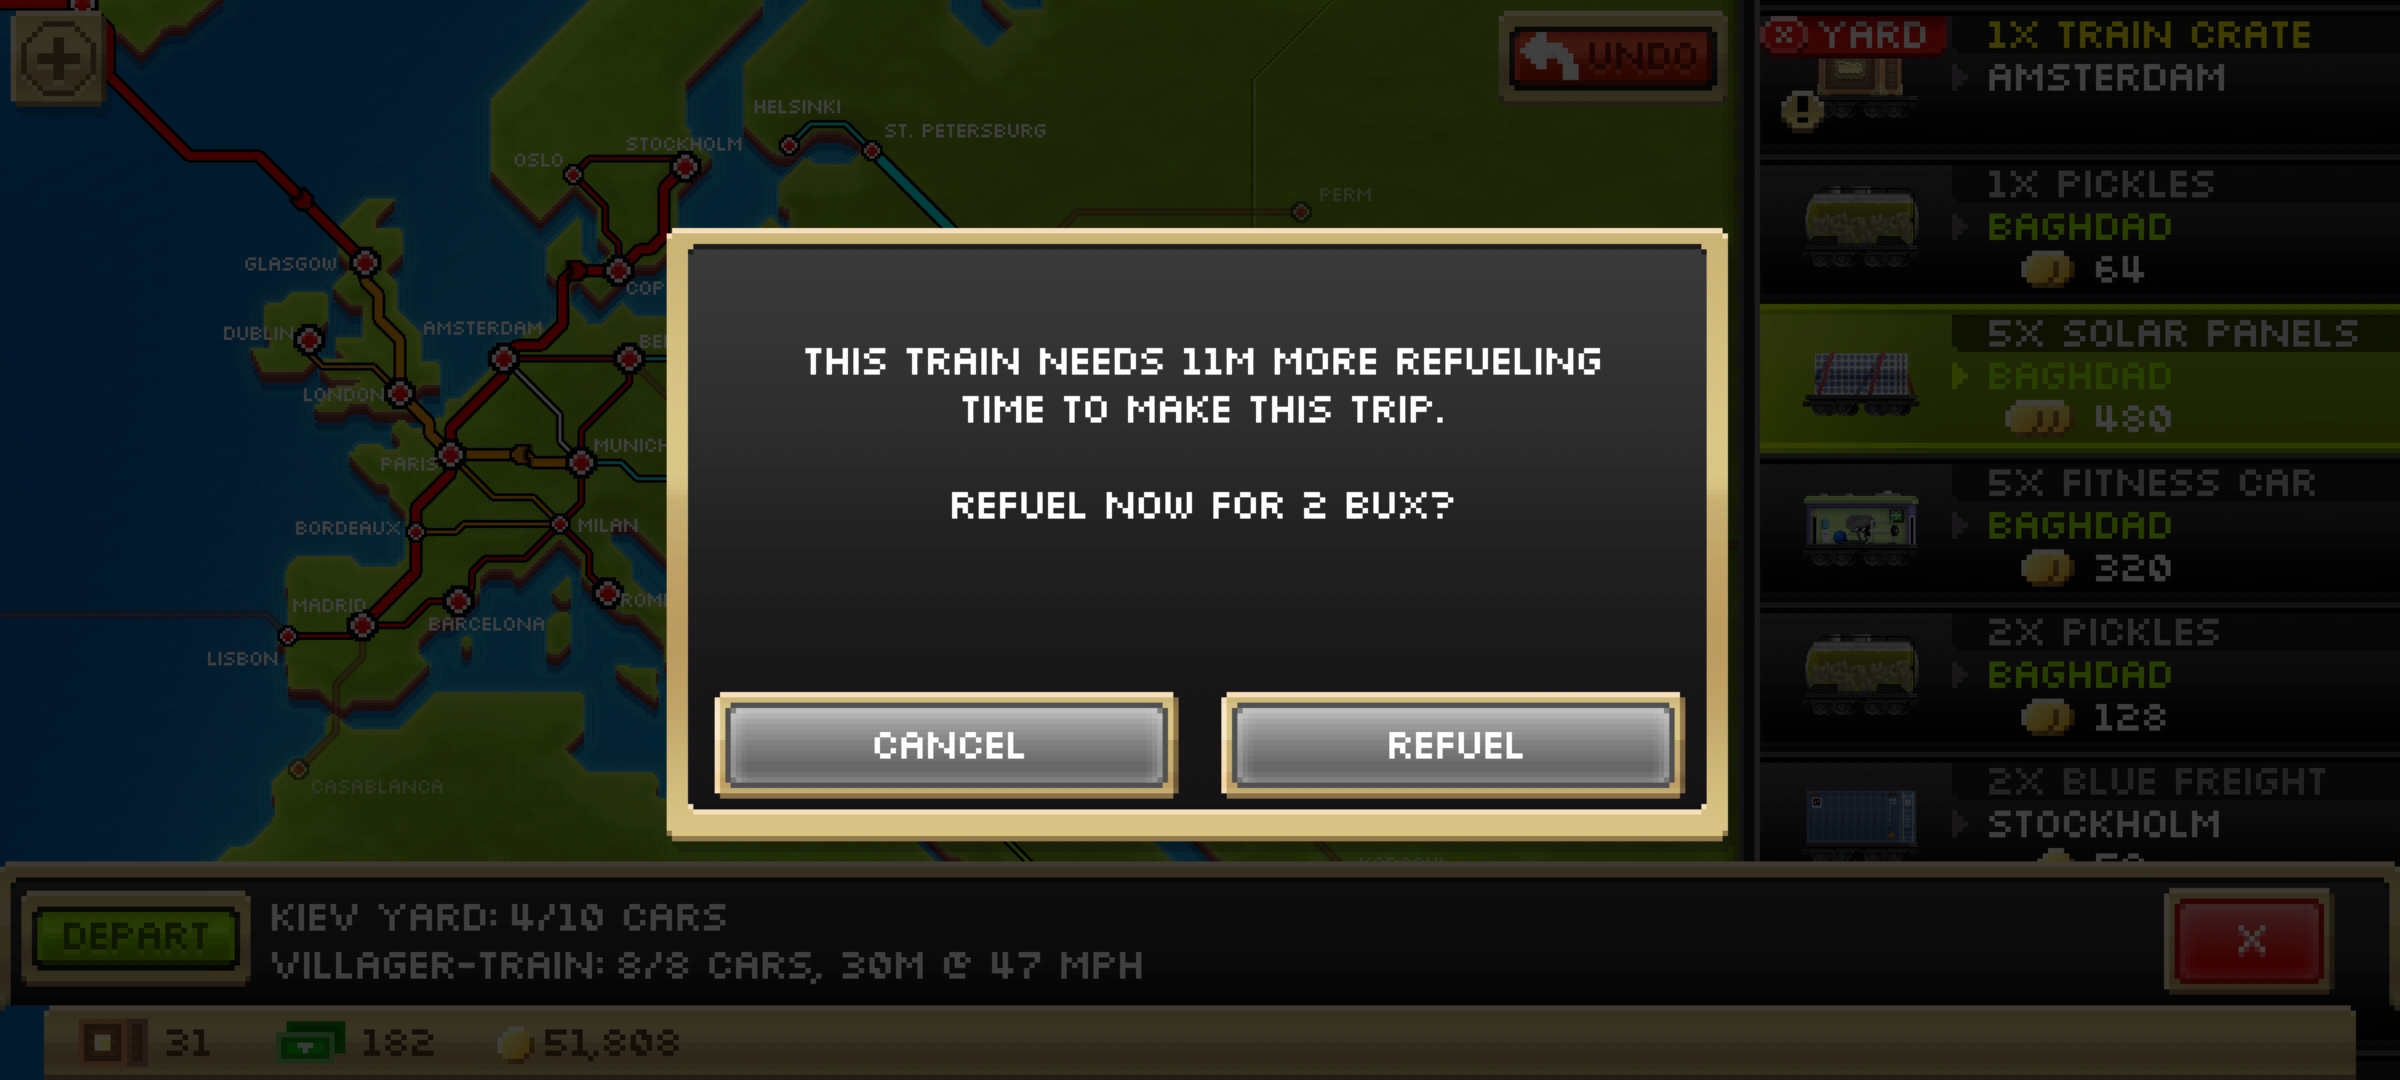 UNDO
YARD
1X TRAIN CRATE
AMSTERDAM
1X PICKLES
BAGHDAD
64
5X SOLAR PANELS
BAGHDAD
480
5X FITNESS CAR
BAGHDAD
320
2X PICKLES
BAGHDAD
128
2X BLUE FREIGHT
STOCKHOLM
HELSINKI
ST. PETERSBURG
STOCKHOLM
OSLO
PERM
GLASGOW
DUBLIN
AMSTERDAM
LONDON
MUNICH
PARIS
BORDEAUX
MILAN
MADRID
BARCELONA
LISBON
CASABLANCA
THIS TRAIN NEEDS 11M MORE REFUELING
TIME TO MAKE THIS TRIP.
REFUEL NOW FOR 2 BUX?
CANCEL
REFUEL
DEPART
KIEV YARD: 4/10 CARS
VILLAGER-TRAIN: 8/8 CARS, 30M @ 47 MPH
X
31
182
51,808